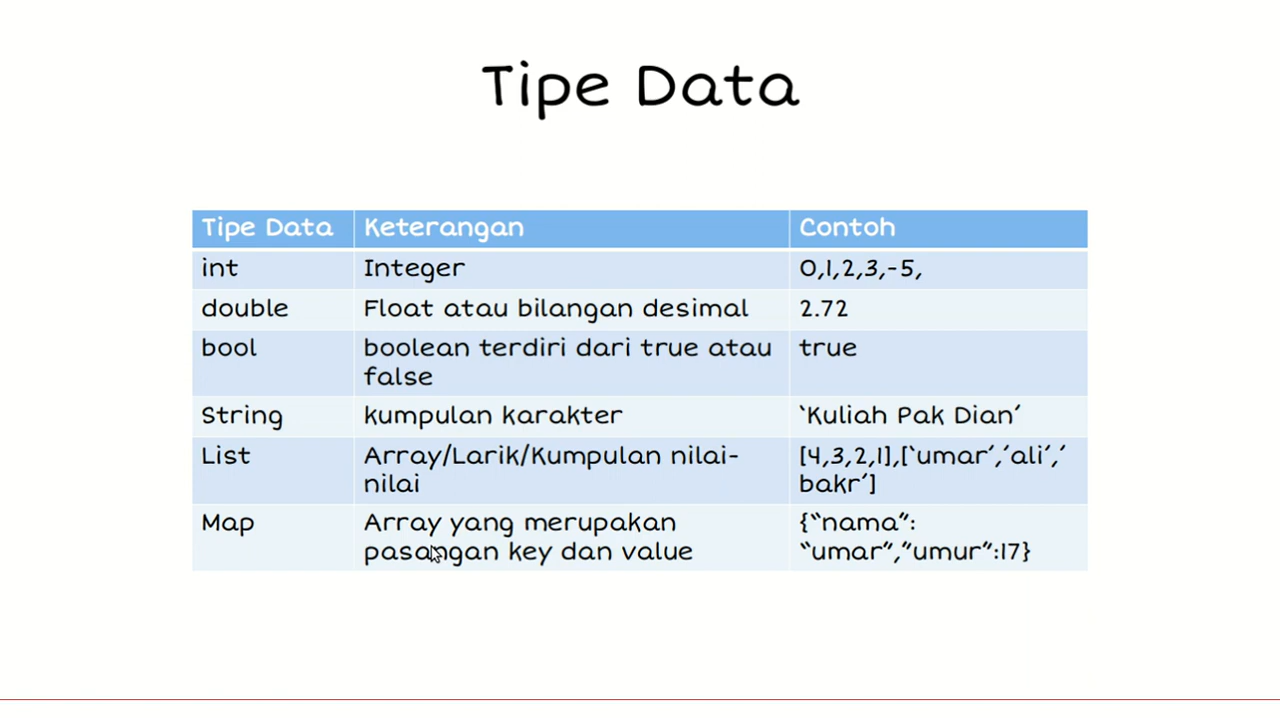 Tipe Data
Tipe Data Keterangan Contoh
int Integer 0,1,2,3,-5,
double Float atau bilangan desimal 2.72
bool boolean terdiri dari true atau true
false
String kumpulan karakter ‘Kuliah Pak Dian’
List Array/Larik/Kumpulan nilai- [4,3,2,1],[‘umar’,’ali’,’
nilai bakr’]
Map Array yang merupakan {“nama”:
pasangan key dan value “umar”,”umur”:17}